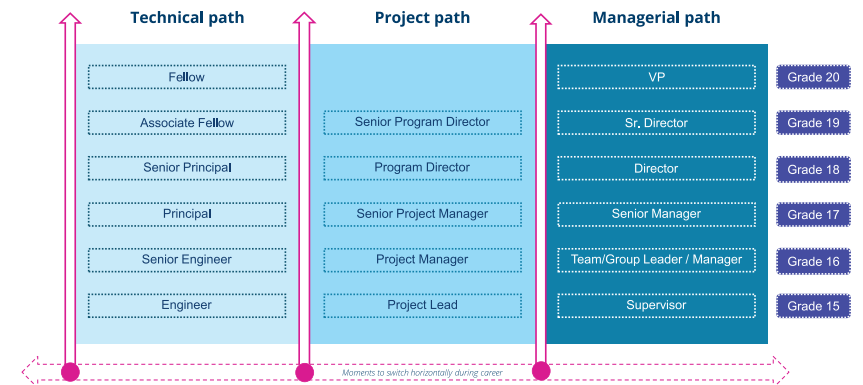 Technical path Project path Managerial path
Fellow VP Grade 20
Associate Fellow Senior Program Director Sr. Director Grade 19
Senior Principal Program Director Director Grade 18
Principal Senior Project Manager Senior Manager Grade 17
Senior Engineer Project Manager Team/Group Leader / Manager Grade 16
Engineer Project Lead Supervisor Grade 15
Moments to switch horizontally during career